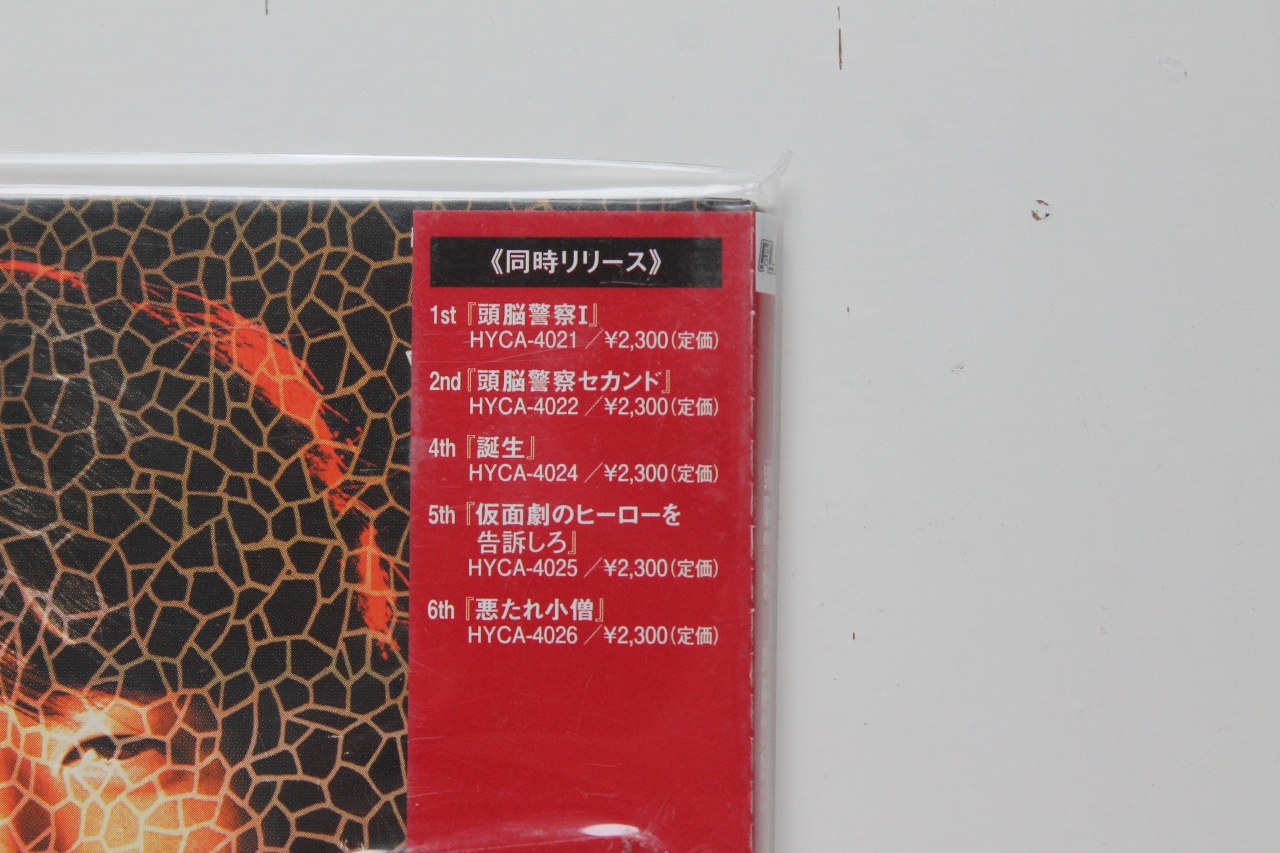 《同時リリース》
1st『頭脳警察I』
HYCA-4021 ／¥2,300(定価)
2nd『頭脳警察セカンド』
HYCA-4022 ／¥2,300(定価)
4th『誕生』
HYCA-4024 ／¥2,300(定価)
5th『仮面劇のヒーローを
告訴しろ』
HYCA-4025 ／¥2,300(定価)
6th『悪たれ小僧』
HYCA-4026 ／¥2,300(定価)